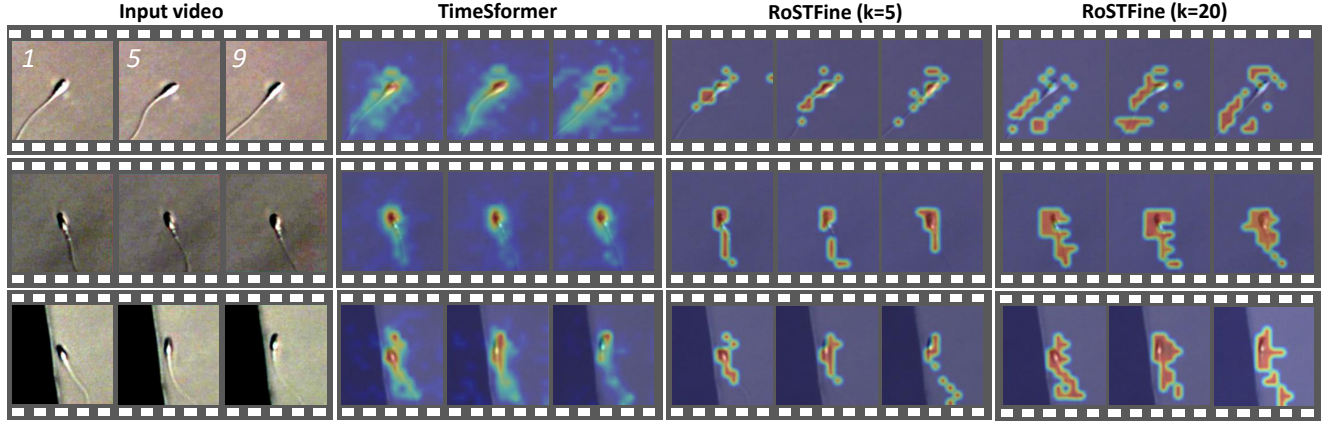 Input video
TimeSformer
RoSTFine (k=5)
RoSTFine (k=20)
1 5 9